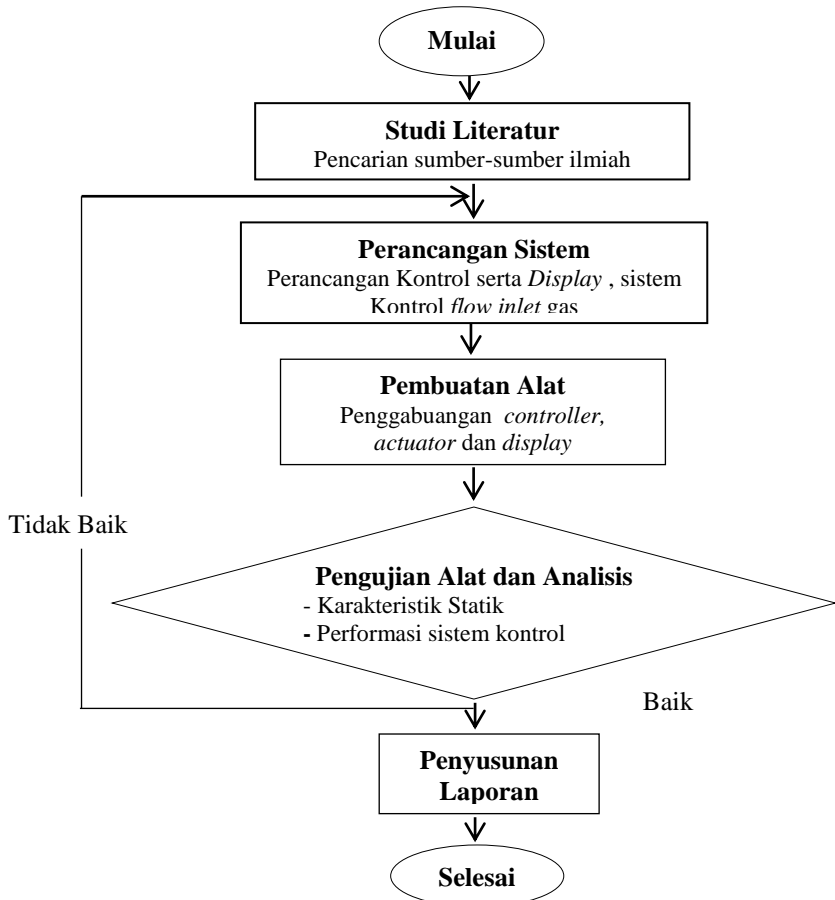 Mulai
Studi Literatur
Pencarian sumber-sumber ilmiah
Perancangan Sistem
Perancangan Kontrol serta Display , sistem
Kontrol flow inlet gas
Pembuatan Alat
Penggabuangan controller,
actuator dan display
Tidak Baik
Pengujian Alat dan Analisis
- Karakteristik Statik
- Performasi sistem kontrol
Baik
Penyusunan
Laporan
Selesai